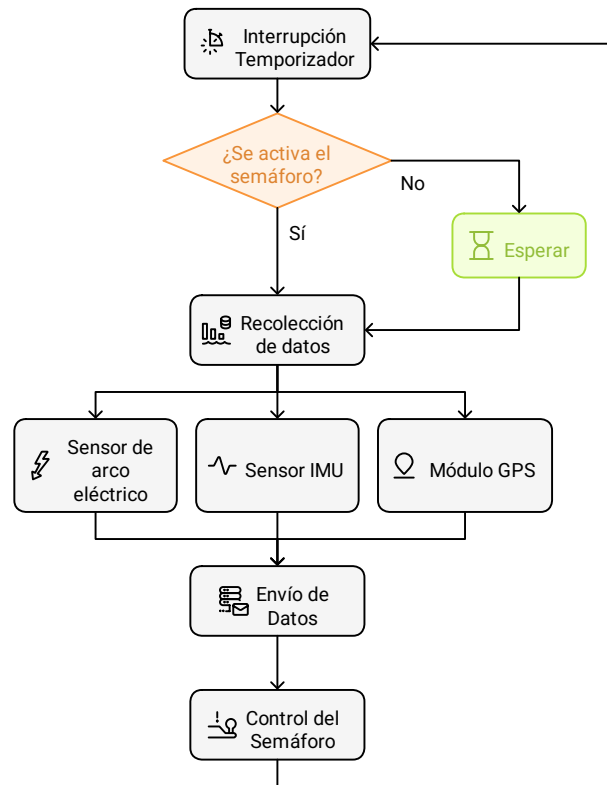 Interrupción
Temporizador
¿Se activa el
semáforo?
No
Sí
Esperar
Recolección
de datos
Sensor de
arco
eléctrico
Sensor IMU
Módulo GPS
Envío de
Datos
Control del
Semáforo